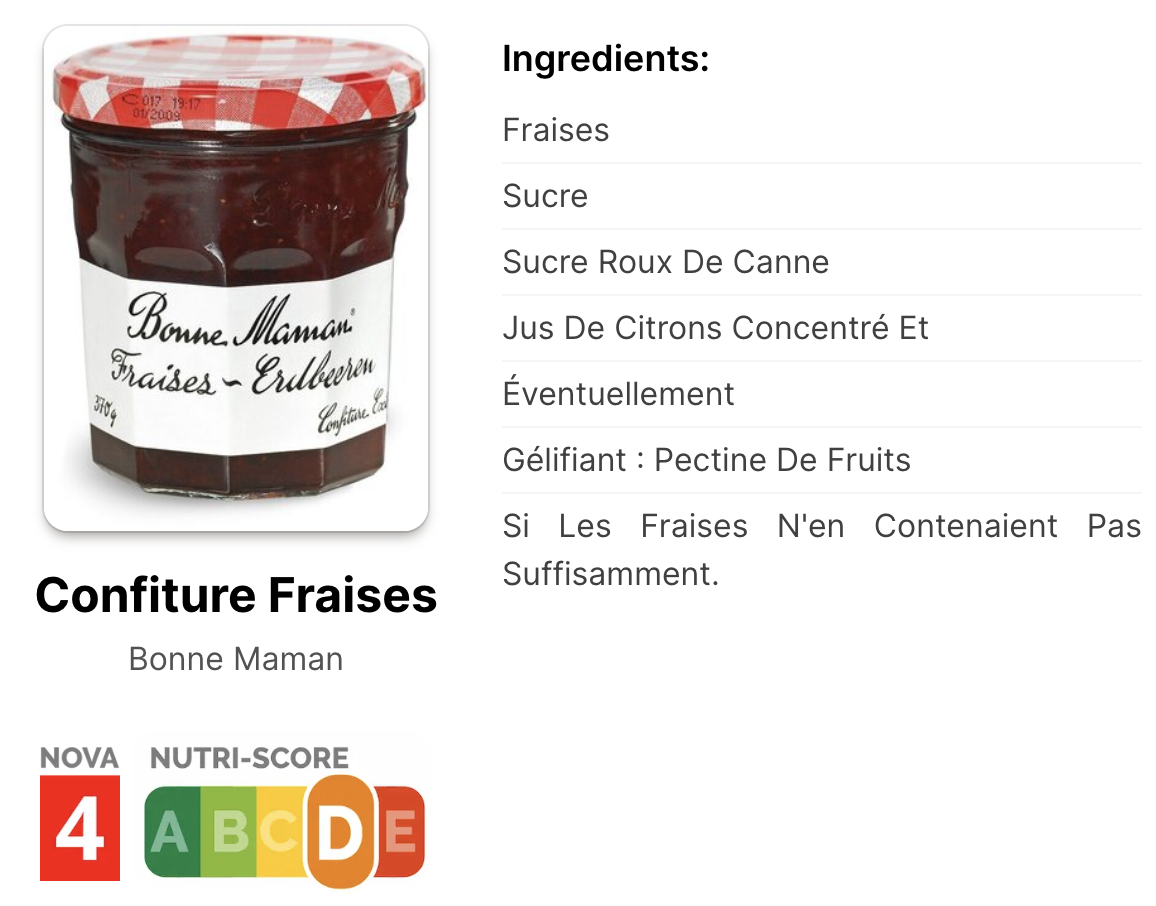 C 017 19:17
01/2009
Bonne Maman®
Fraises ~ Erdbeeren
370g
Confiture
Confiture Fraises
Bonne Maman
NOVA
4
NUTRI-SCORE
A B C D E
Ingredients:
Fraises
Sucre
Sucre Roux De Canne
Jus De Citrons Concentré Et
Éventuellement
Gélifiant : Pectine De Fruits
Si Les Fraises N'en Contenaient Pas
Suffisamment.